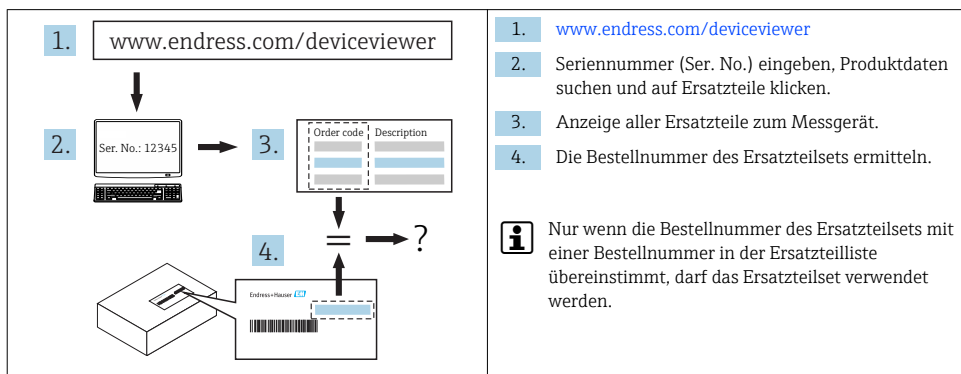 1.
www.endress.com/deviceviewer
2.
Ser. No.: 12345
3.
Order code Description
4.
= ?
Endress+Hauser EH
1. www.endress.com/deviceviewer
2. Seriennummer (Ser. No.) eingeben, Produktdaten
suchen und auf Ersatzteile klicken.
3. Anzeige aller Ersatzteile zum Messgerät.
4. Die Bestellnummer des Ersatzteilsets ermitteln.
i Nur wenn die Bestellnummer des Ersatzteilsets mit
einer Bestellnummer in der Ersatzteilliste
übereinstimmt, darf das Ersatzteilset verwendet
werden.